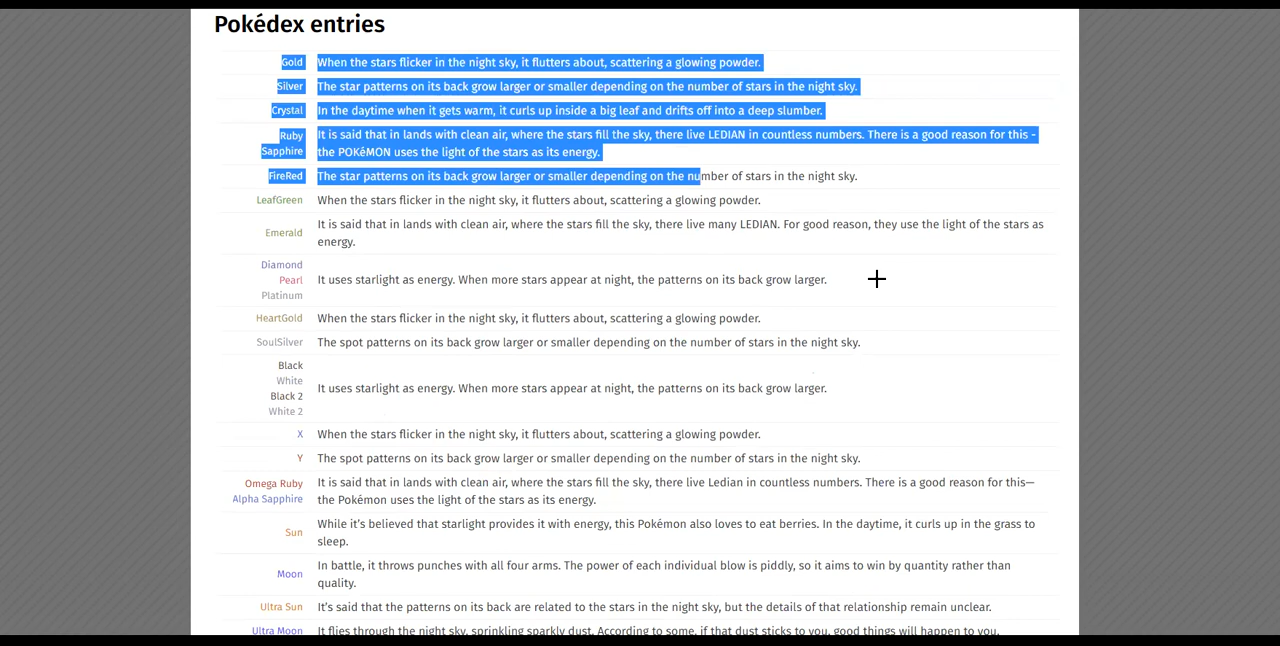 Pokédex entries
Gold When the stars flicker in the night sky, it flutters about, scattering a glowing powder.
Silver The star patterns on its back grow larger or smaller depending on the number of stars in the night sky.
Crystal In the daytime when it gets warm, it curls up inside a big leaf and drifts off into a deep slumber.
Ruby It is said that in lands with clean air, where the stars fill the sky, there live LEDIAN in countless numbers. There is a good reason for this -
Sapphire the POKéMON uses the light of the stars as its energy.
FireRed The star patterns on its back grow larger or smaller depending on the number of stars in the night sky.
LeafGreen When the stars flicker in the night sky, it flutters about, scattering a glowing powder.
Emerald It is said that in lands with clean air, where the stars fill the sky, there live many LEDIAN. For good reason, they use the light of the stars as
energy.
Diamond
Pearl It uses starlight as energy. When more stars appear at night, the patterns on its back grow larger.
Platinum
HeartGold When the stars flicker in the night sky, it flutters about, scattering a glowing powder.
SoulSilver The spot patterns on its back grow larger or smaller depending on the number of stars in the night sky.
Black
White
It uses starlight as energy. When more stars appear at night, the patterns on its back grow larger.
Black 2
White 2
X When the stars flicker in the night sky, it flutters about, scattering a glowing powder.
Y The spot patterns on its back grow larger or smaller depending on the number of stars in the night sky.
Omega Ruby It is said that in lands with clean air, where the stars fill the sky, there live Ledian in countless numbers. There is a good reason for this—
Alpha Sapphire the Pokémon uses the light of the stars as its energy.
Sun While it's believed that starlight provides it with energy, this Pokémon also loves to eat berries. In the daytime, it curls up in the grass to
sleep.
Moon In battle, it throws punches with all four arms. The power of each individual blow is piddly, so it aims to win by quantity rather than
quality.
Ultra Sun It's said that the patterns on its back are related to the stars in the night sky, but the details of that relationship remain unclear.
Ultra Moon It flies through the night sky, sprinkling sparkly dust. According to some, if that dust sticks to you, good things will happen to you.